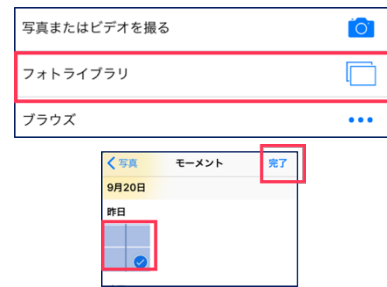 写真またはビデオを撮る
フォトライブラリ
ブラウズ
写真 モーメント 完了
9月20日
昨日